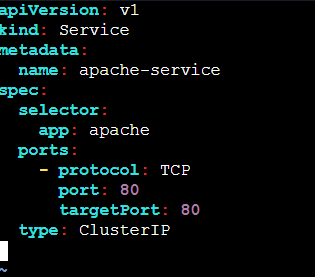 apiVersion: v1
kind: Service
metadata:
  name: apache-service
spec:
  selector:
    app: apache
  ports:
    - protocol: TCP
      port: 80
      targetPort: 80
  type: ClusterIP
~